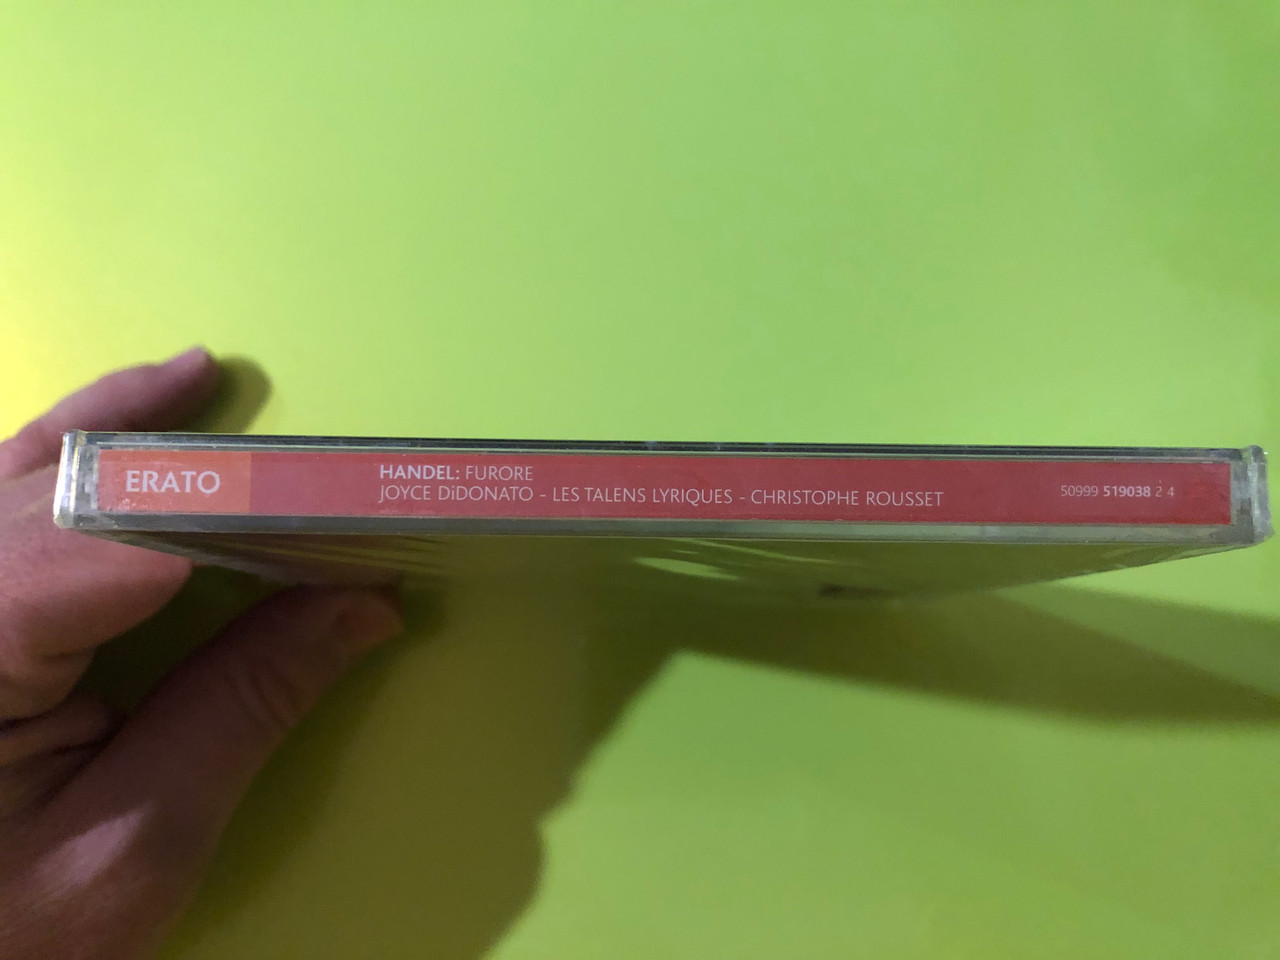 ERATO
HANDEL: FURORE
JOYCE DiDONATO - LES TALENS LYRIQUES - CHRISTOPHE ROUSSET
50999 519038 2 4